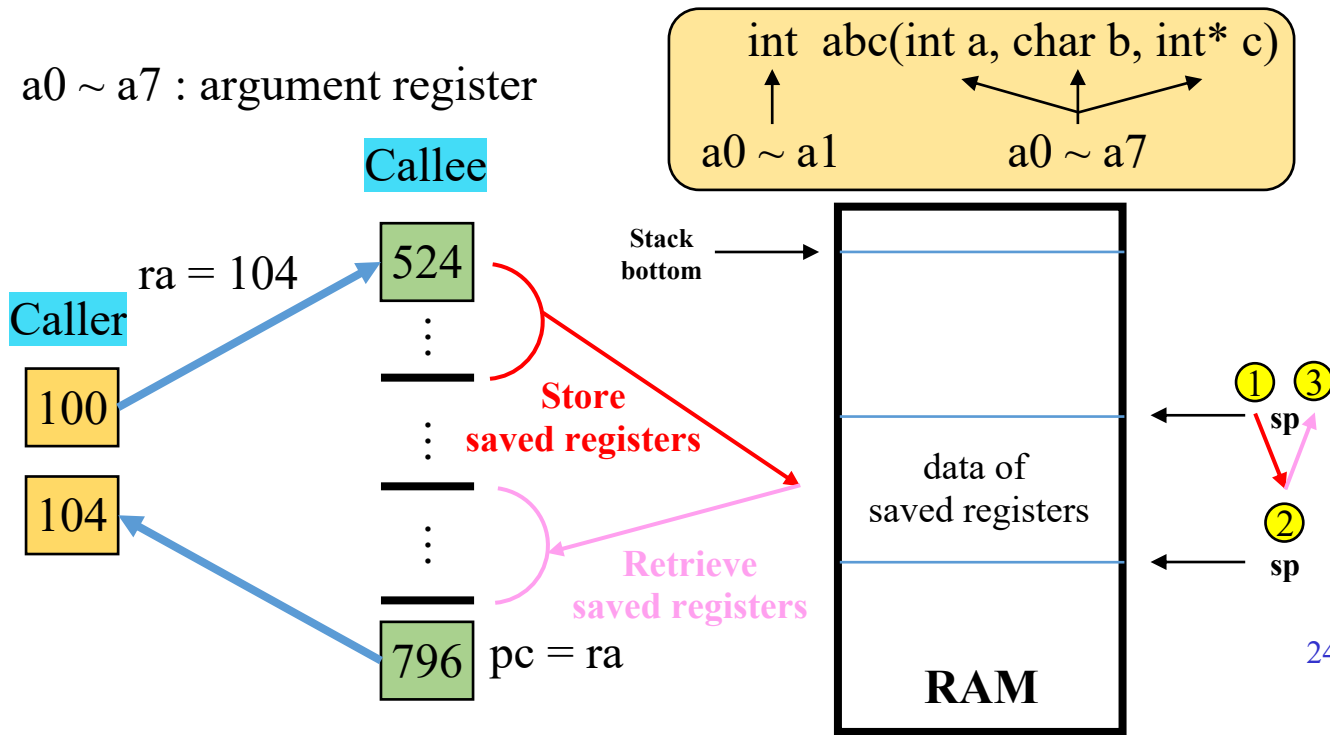 int abc(int a, char b, int* c)
a0 ~ a7 : argument register
a0 ~ a1
a0 ~ a7
Callee
Stack
bottom
524
ra = 104
Caller
100
1
3
sp
Store
saved registers
data of
saved registers
104
2
sp
Retrieve
saved registers
796
pc = ra
RAM
24